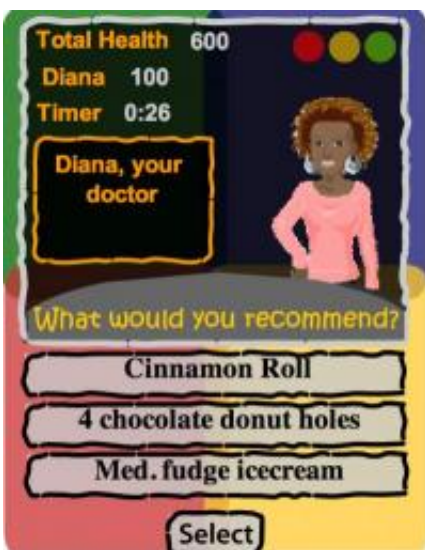 Total Health 600
Diana 100
Timer 0:26
Diana, your
doctor
What would you recommend?
Cinnamon Roll
4 chocolate donut holes
Med. fudge icecream
Select